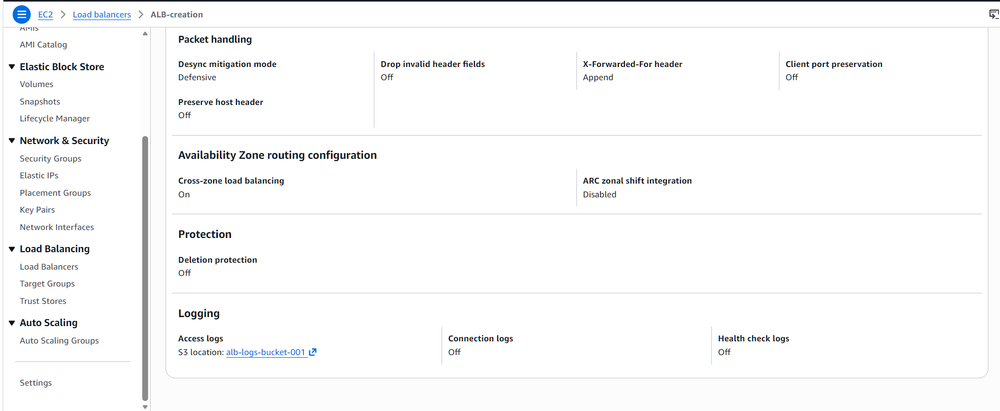 EC2 > Load balancers > ALB-creation
AMIs
AMI Catalog
Elastic Block Store
Volumes
Snapshots
Lifecycle Manager
Network & Security
Security Groups
Elastic IPs
Placement Groups
Key Pairs
Network Interfaces
Load Balancing
Load Balancers
Target Groups
Trust Stores
Auto Scaling
Auto Scaling Groups
Settings
Packet handling
Desync mitigation mode
Defensive
Drop invalid header fields
Off
X-Forwarded-For header
Append
Client port preservation
Off
Preserve host header
Off
Availability Zone routing configuration
Cross-zone load balancing
On
ARC zonal shift integration
Disabled
Protection
Deletion protection
Off
Logging
Access logs
S3 location: alb-logs-bucket-001
Connection logs
Off
Health check logs
Off